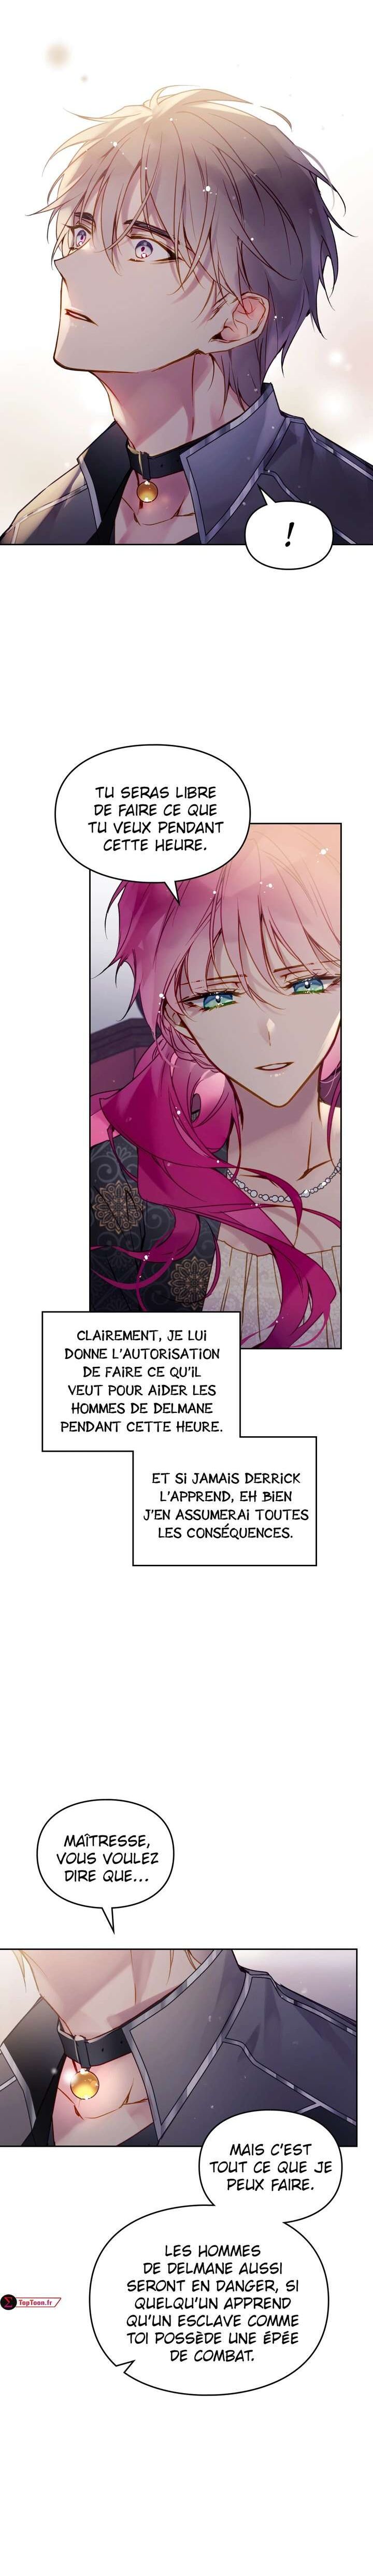 !
TU SERAS LIBRE
DE FAIRE CE QUE
TU VEUX PENDANT
CETTE HEURE.
CLAIREMENT, JE LUI
DONNE L'AUTORISATION
DE FAIRE CE QU'IL
VEUT POUR AIDER LES
HOMMES DE DELMANE
PENDANT CETTE HEURE.
ET SI JAMAIS DERRICK
L'APPREND, EH BIEN
J'EN ASSUMERAI TOUTES
LES CONSÉQUENCES.
MAÎTRESSE,
VOUS VOULEZ
DIRE QUE...
MAIS C'EST
TOUT CE QUE JE
PEUX FAIRE.
LES HOMMES
DE DELMANE AUSSI
SERONT EN DANGER, SI
QUELQU'UN APPREND
QU'UN ESCLAVE COMME
TOI POSSÈDE UNE ÉPÉE
DE COMBAT.
TopToon.fr